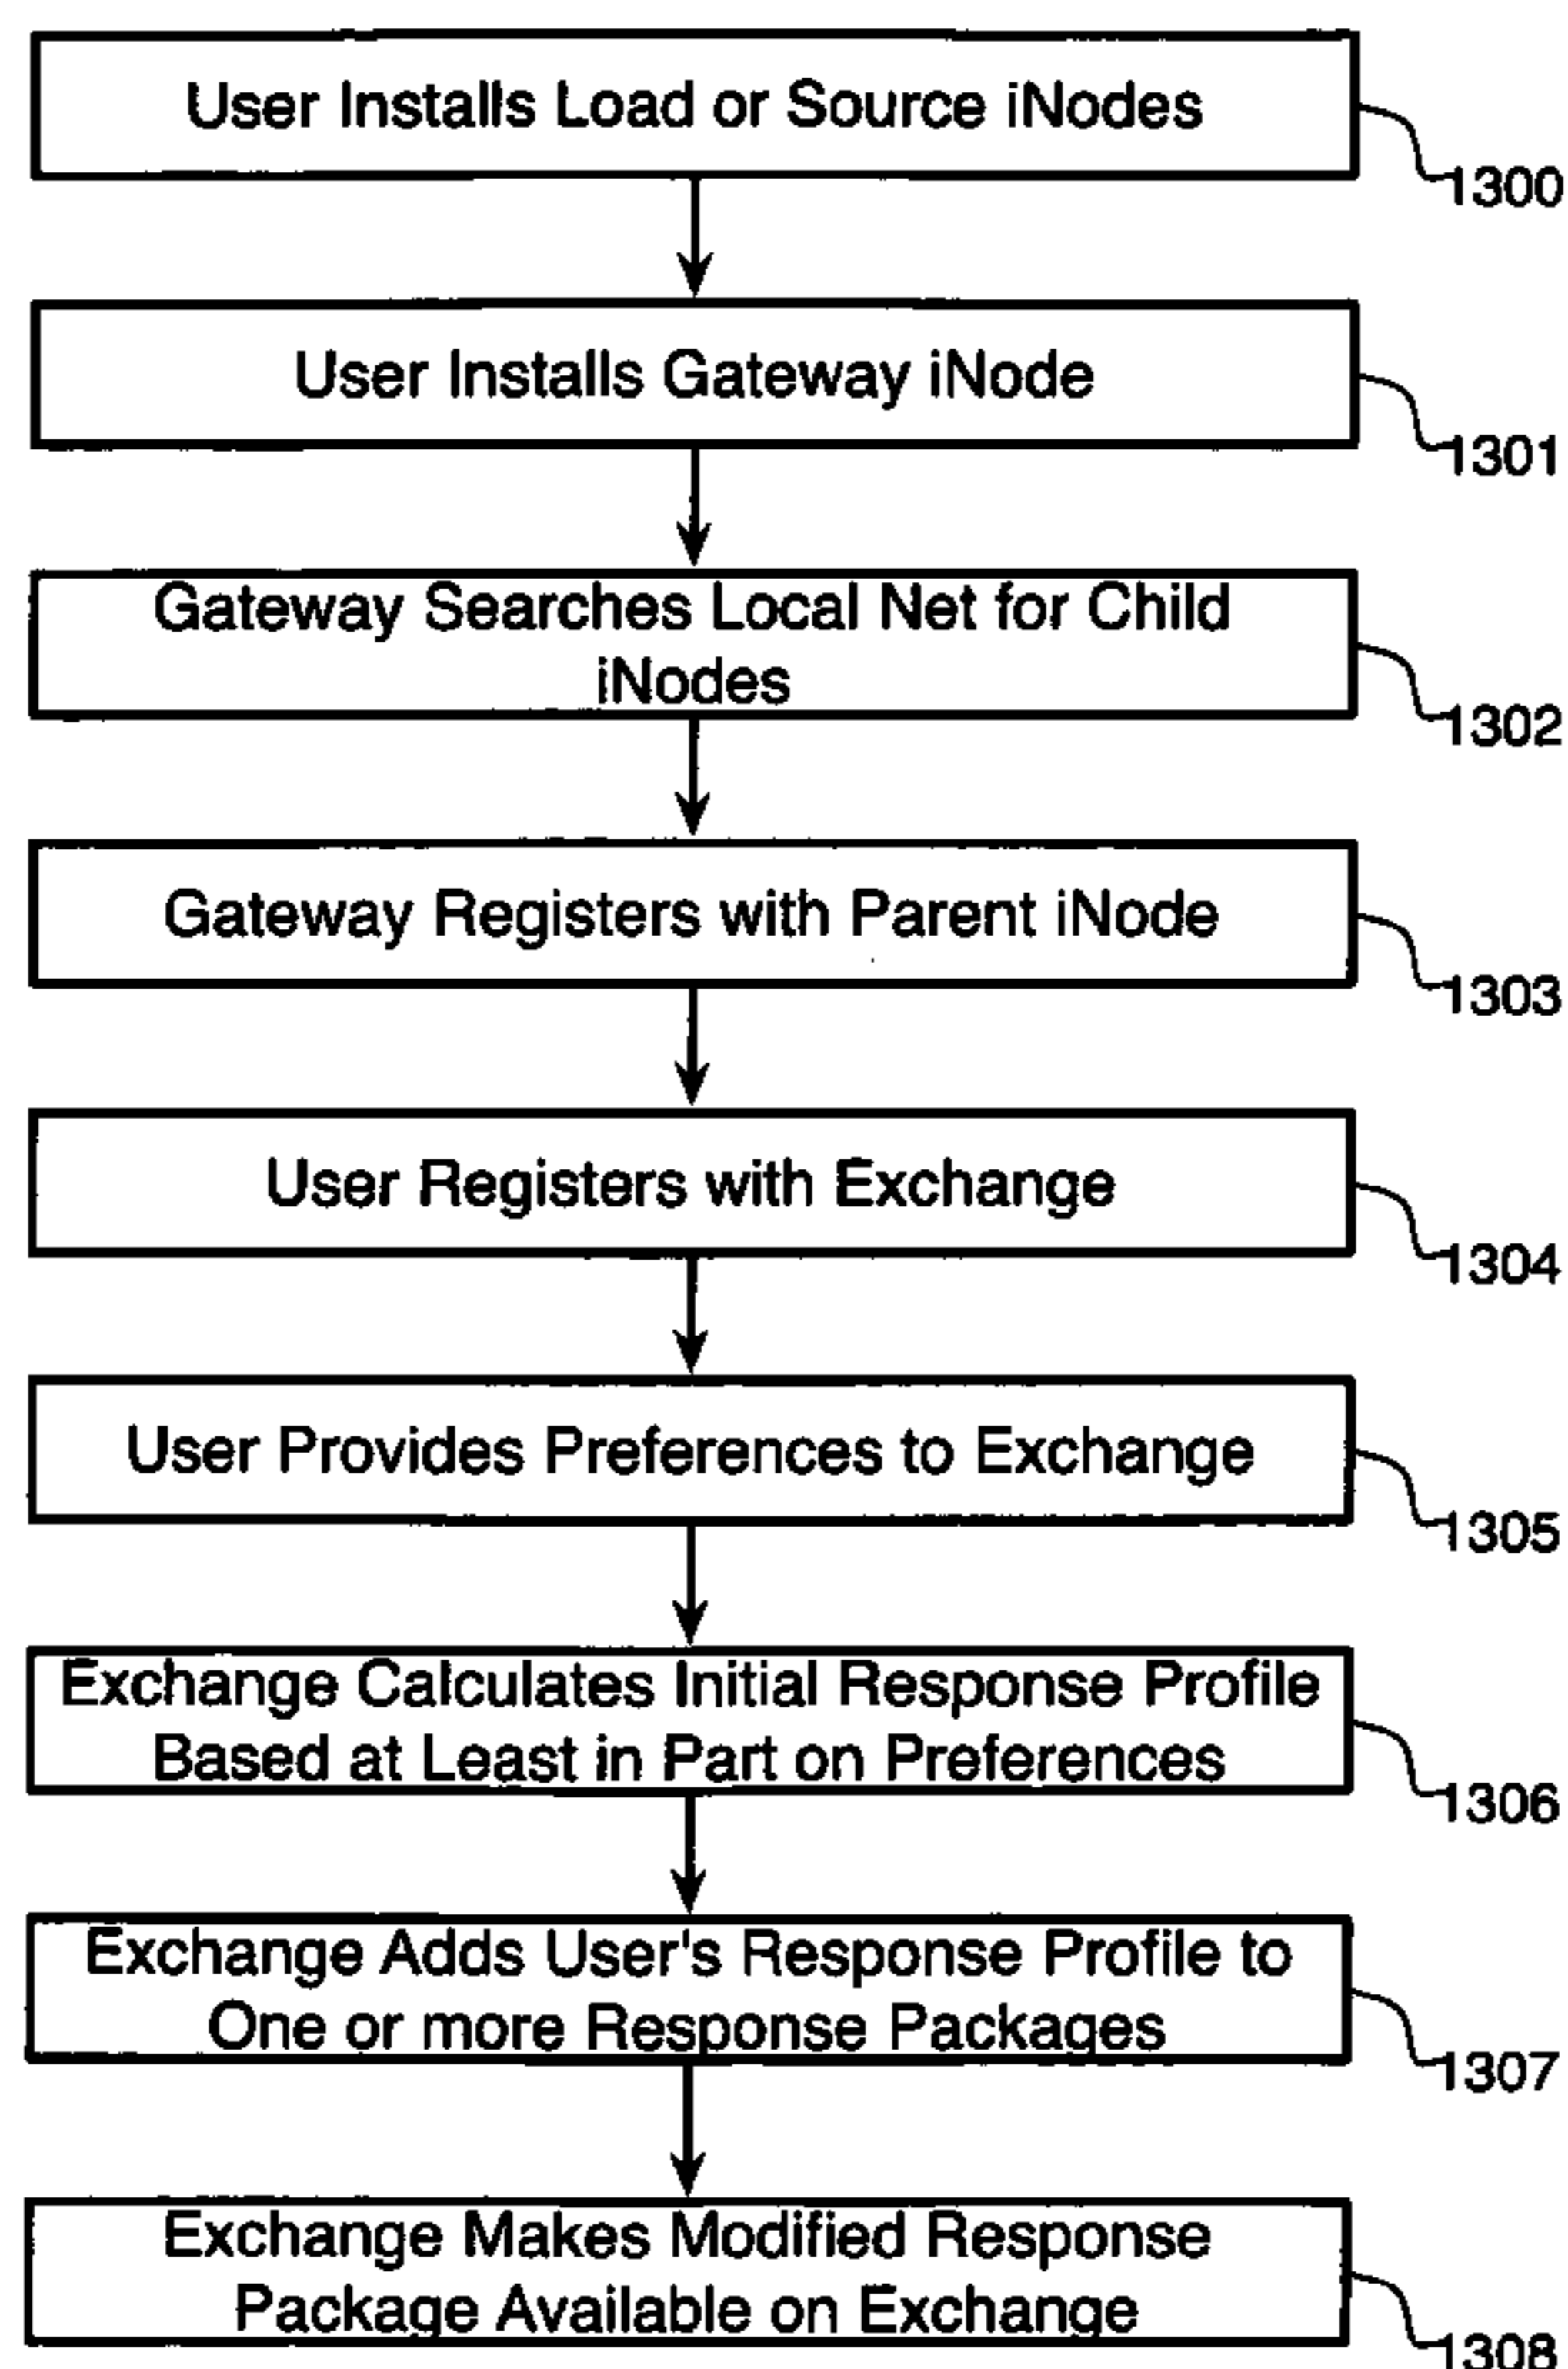 User Installs Load or Source iNodes
1300
User Installs Gateway iNode
1301
Gateway Searches Local Net for Child
iNodes
1302
Gateway Registers with Parent iNode
1303
User Registers with Exchange
1304
User Provides Preferences to Exchange
1305
Exchange Calculates Initial Response Profile
Based at Least in Part on Preferences
1306
Exchange Adds User's Response Profile to
One or more Response Packages
1307
Exchange Makes Modified Response
Package Available on Exchange
1308